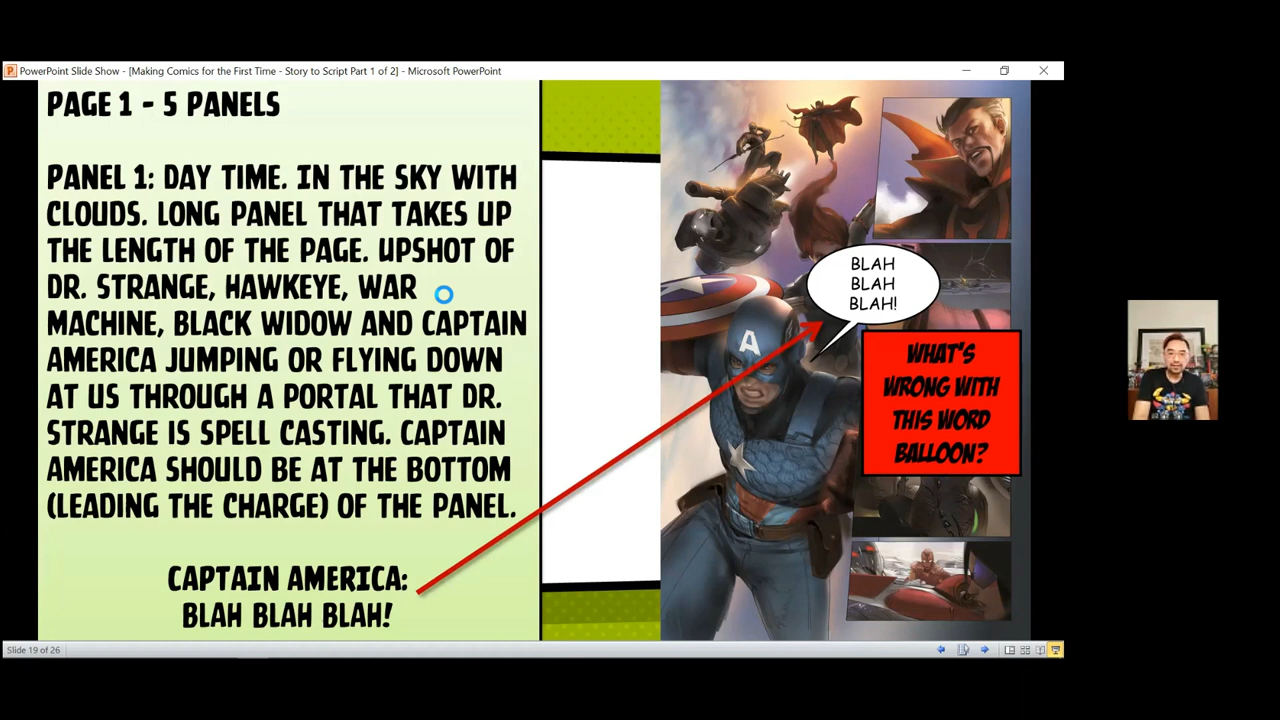 PowerPoint Slide Show - [Making Comics for the First Time - Story to Script Part 1 of 2] - Microsoft PowerPoint
PAGE 1 - 5 PANELS
PANEL 1: DAY TIME. IN THE SKY WITH
CLOUDS. LONG PANEL THAT TAKES UP
THE LENGTH OF THE PAGE. UPSHOT OF
DR. STRANGE, HAWKEYE, WAR
MACHINE, BLACK WIDOW AND CAPTAIN
AMERICA JUMPING OR FLYING DOWN
AT US THROUGH A PORTAL THAT DR.
STRANGE IS SPELL CASTING. CAPTAIN
AMERICA SHOULD BE AT THE BOTTOM
(LEADING THE CHARGE) OF THE PANEL.
CAPTAIN AMERICA:
BLAH BLAH BLAH!
BLAH
BLAH
BLAH!
A
WHAT'S
WRONG WITH
THIS WORD
BALLOON?
Slide 19 of 26